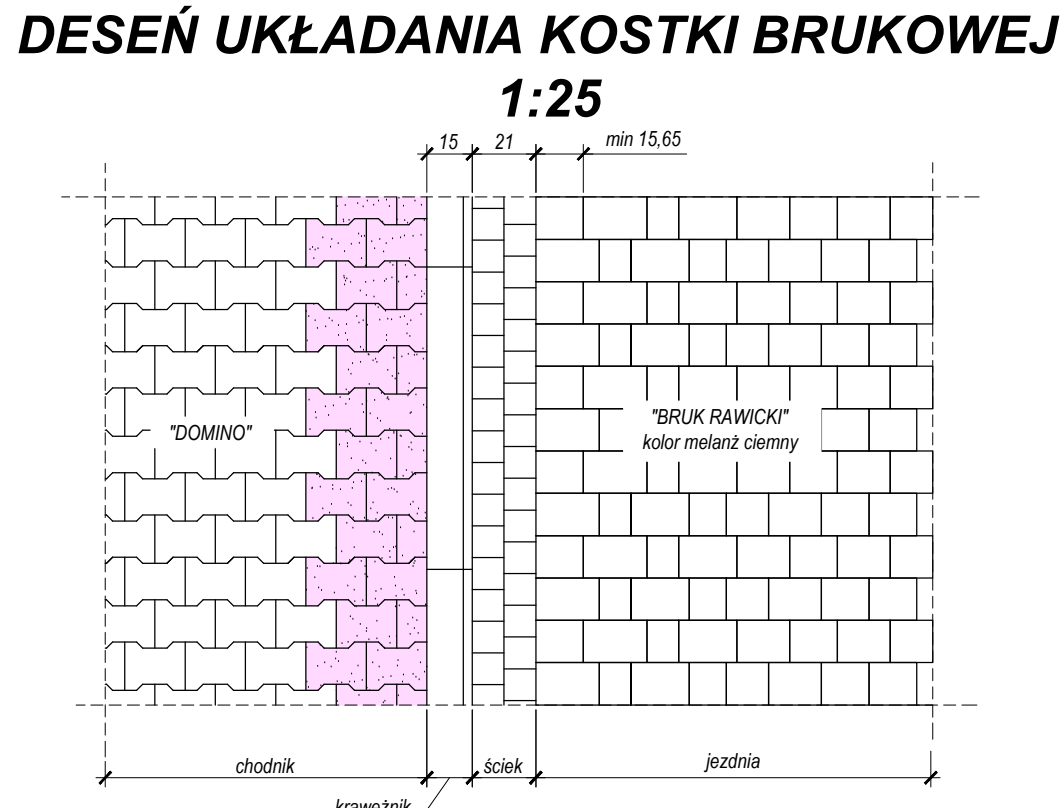 DESEŃ UKŁADANIA KOSTKI BRUKOWEJ
1:25
15 21 min 15,65
"DOMINO"
"BRUK RAWICKI"
kolor melanż ciemny
chodnik ściek jezdnia
krawężnik